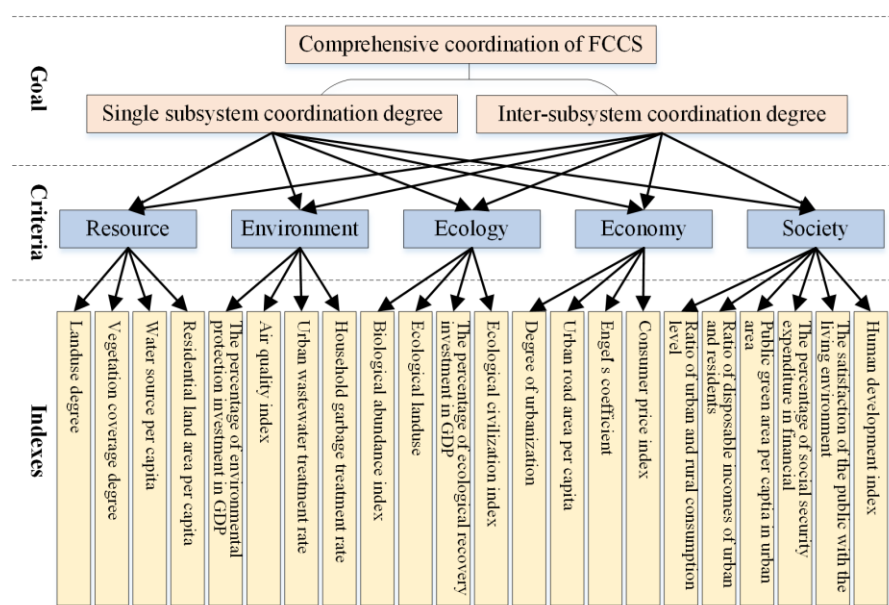 Goal
Comprehensive coordination of FCCS
Single subsystem coordination degree
Inter-subsystem coordination degree
Criteria
Resource
Environment
Ecology
Economy
Society
Indexes
Landuse degree
Vegetation coverage degree
Water source per capita
Residential land area per capita
The percentage of environmental
protection investment in GDP
Air quality index
Urban wastewater treatment rate
Household garbage treatment rate
Biological abundance index
Ecological landuse
The percentage of ecological recovery
investment in GDP
Ecological civilization index
Degree of urbanization
Urban road area per capita
Engel's coefficient
Consumer price index
Ratio of urban and rural consumption
level
Ratio of disposable incomes of urban
and residents
Public green area per captia in urban
area
The percentage of social security
expenditure in financial
The satisfaction of the public with the
living environment
Human development index